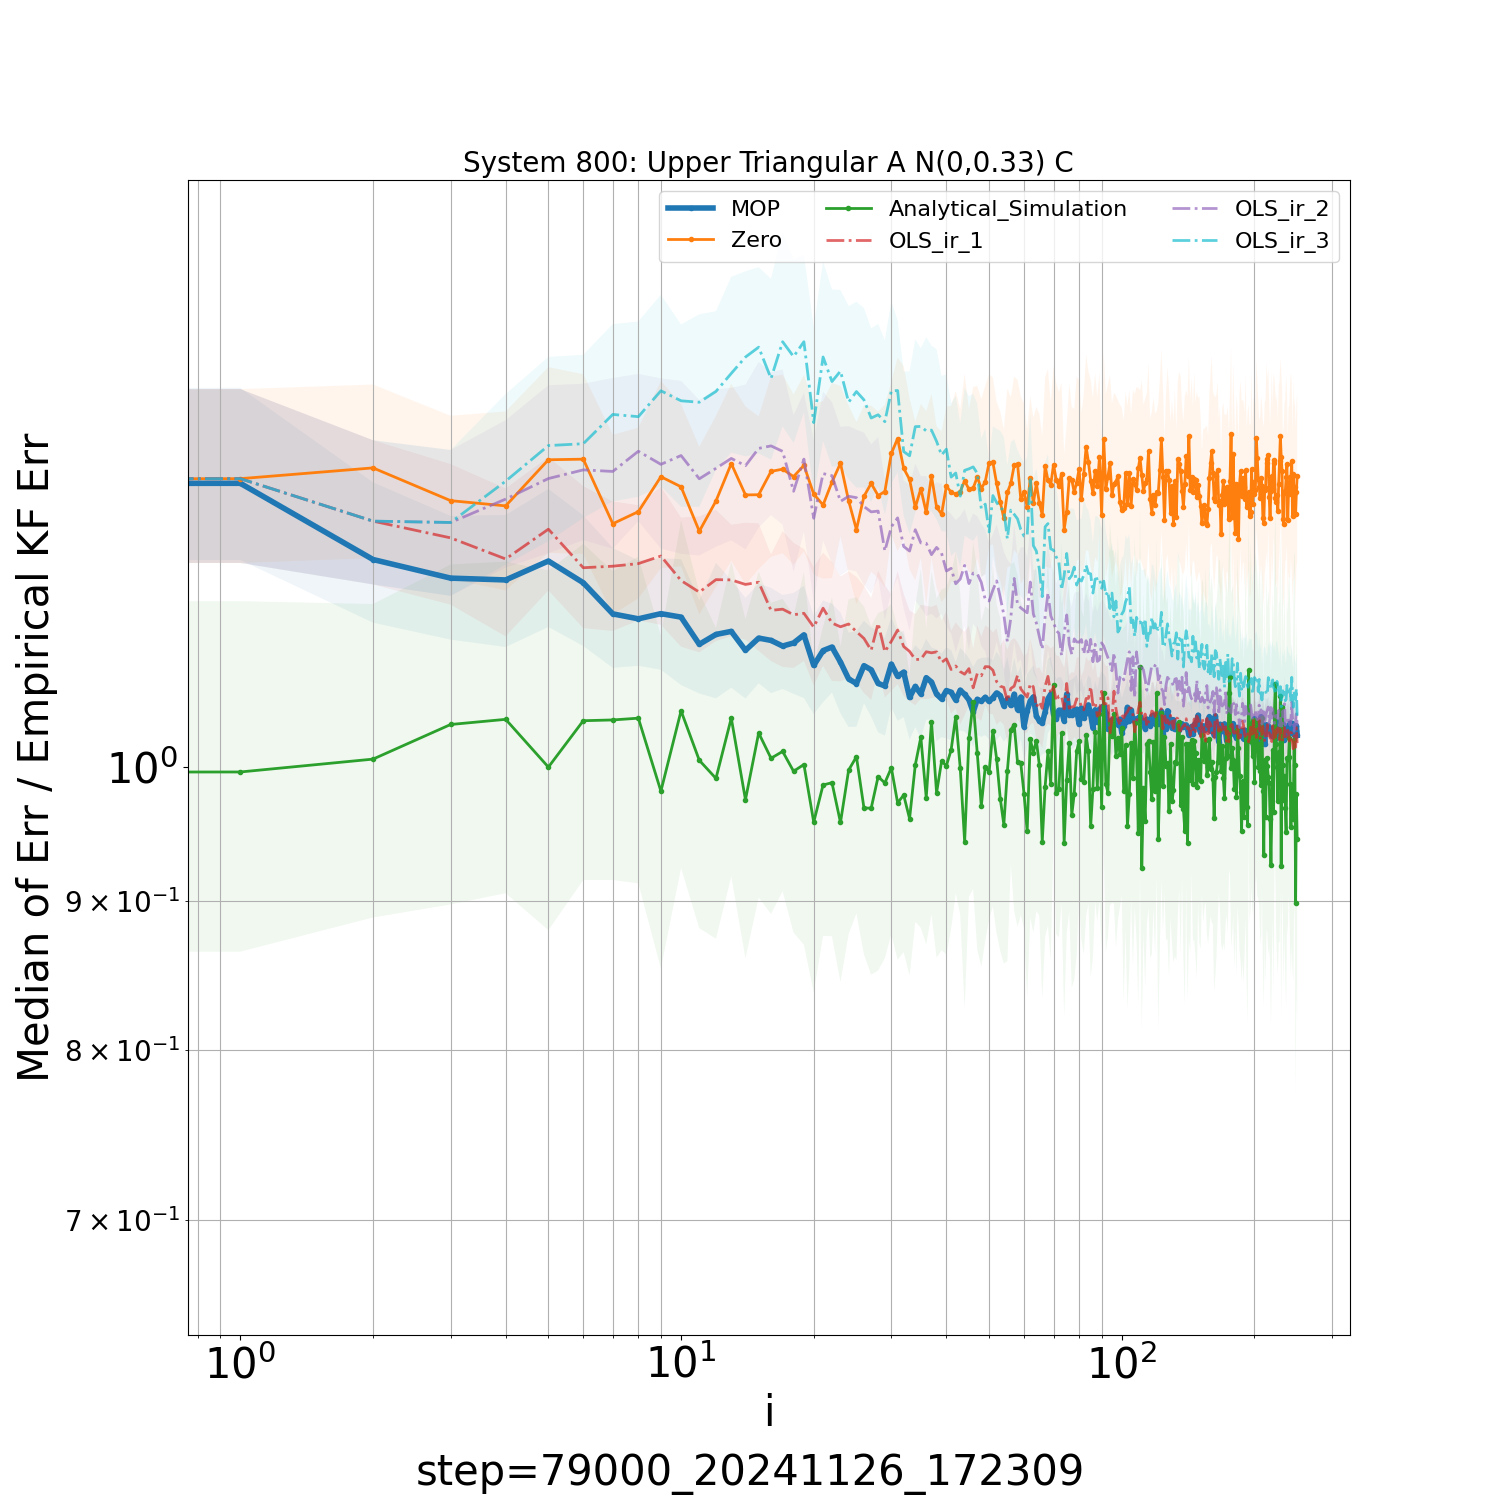 System 800: Upper Triangular A N(0,0.33) C
MOP
Zero
Analytical_Simulation
OLS_ir_1
OLS_ir_2
OLS_ir_3
Median of Err / Empirical KF Err
10⁰
9 × 10⁻¹
8 × 10⁻¹
7 × 10⁻¹
10⁰ 10¹ 10²
i
step=79000_20241126_172309